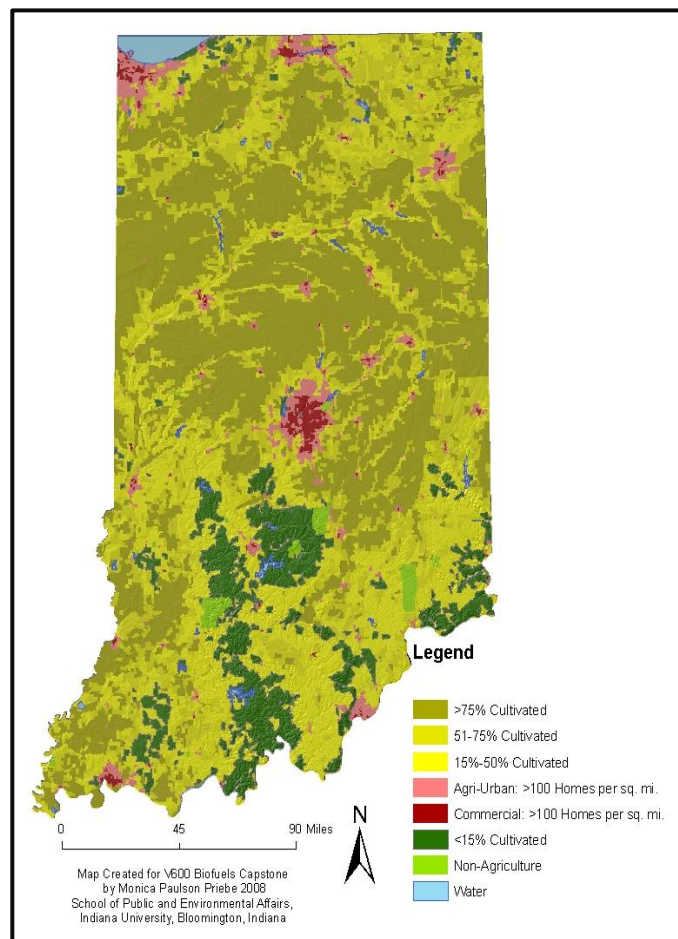 Legend
>75% Cultivated
51-75% Cultivated
15%-50% Cultivated
Agri-Urban: >100 Homes per sq. mi.
Commercial: >100 Homes per sq. mi.
<15% Cultivated
Non-Agriculture
Water
N
0 45 90 Miles
Map Created for V600 Biofuels Capstone
by Monica Paulson Priebe 2008
School of Public and Environmental Affairs,
Indiana University, Bloomington, Indiana